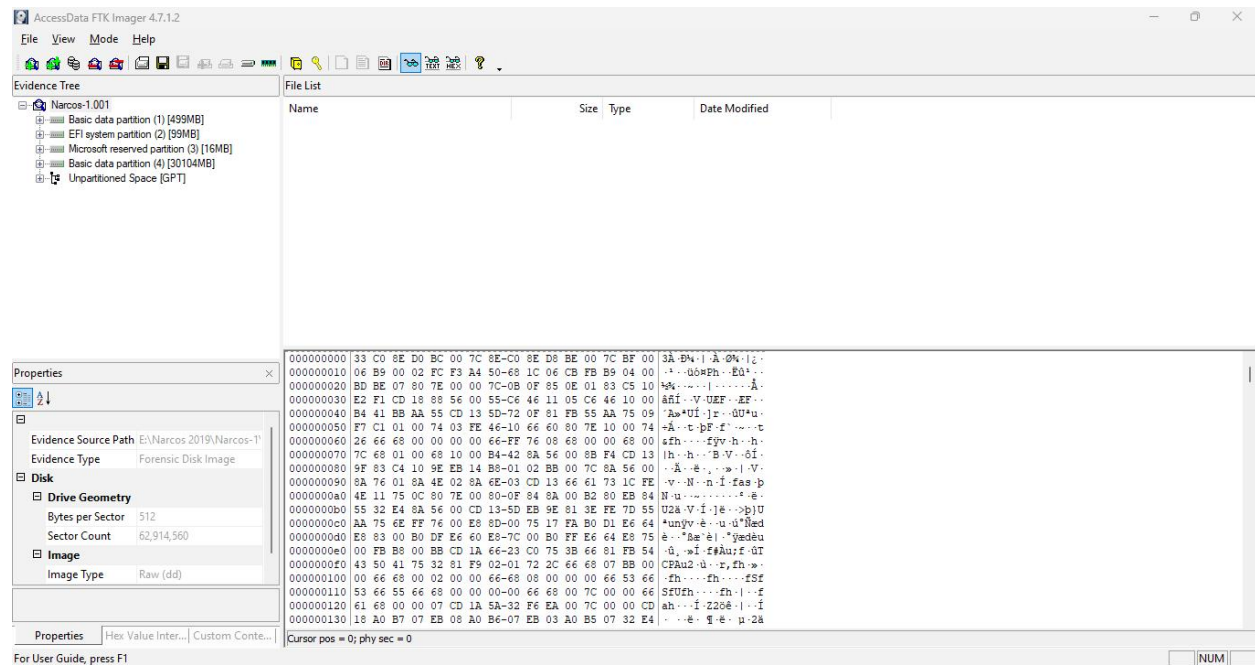 AccessData FTK Imager 4.7.1.2
File View Mode Help
Evidence Tree
Narcos-1.001
Basic data partition (1) [499MB]
EFI system partition (2) [99MB]
Microsoft reserved partition (3) [16MB]
Basic data partition (4) [30104MB]
Unpartitioned Space [GPT]
File List
Name Size Type Date Modified
Properties
Evidence Source Path E:\Narcos 2019\Narcos-1
Evidence Type Forensic Disk Image
Disk
Drive Geometry
Bytes per Sector 512
Sector Count 62,914,560
Image
Image Type Raw (dd)
Properties Hex Value Inter... Custom Conte...
000000000 33 C0 8E D0 BC 00 7C 8E-C0 8E D8 BE 00 7C BF 00
000000010 06 B9 00 02 FC F3 A4 50-68 1C 06 CB FB B9 04 00
000000020 BD BE 07 80 7E 00 00 7C-0B 0F 85 0E 01 83 C5 10
000000030 E2 F1 CD 18 88 56 00 55-C6 46 11 05 C6 46 10 00
000000040 B4 41 BB AA 55 CD 13 5D-72 0F 81 FB 55 AA 75 09
000000050 F7 C1 01 00 74 03 FE 46-10 66 60 80 7E 10 00 74
000000060 26 66 68 00 00 00 00 66-FF 76 08 68 00 00 68 00
000000070 7C 68 01 00 68 10 00 B4-42 8A 56 00 8B F4 CD 13
000000080 9F 83 C4 10 9E EB 14 B8-01 02 BB 00 7C 8A 56 00
000000090 8A 76 01 8A 4E 02 8A 6E-03 CD 13 66 61 73 1C FE
0000000a0 4E 11 75 0C 80 7E 00 80-0F 84 8A 00 B2 80 EB 84
0000000b0 55 32 E4 8A 56 00 CD 13-5D EB 9E 81 3E FE 7D 55
0000000c0 AA 75 6E FF 76 00 E8 8D-00 75 17 FA B0 D1 E6 64
0000000d0 E8 83 00 B0 DF E6 60 E8-7C 00 B0 FF E6 64 E8 75
0000000e0 00 FB B8 00 BB CD 1A 66-23 C0 75 3B 66 81 FB 54
0000000f0 43 50 41 75 32 81 F9 02-01 72 2C 66 68 07 BB 00
000000100 00 66 68 00 02 00 00 66-68 08 00 00 00 66 53 66
000000110 53 66 55 66 68 00 00 00-00 66 68 00 7C 00 00 66
000000120 61 68 00 00 07 CD 1A 5A-32 F6 EA 00 7C 00 00 CD
000000130 18 A0 B7 07 EB 08 A0 B6-07 EB 03 A0 B5 07 32 E4
Cursor pos = 0; phy sec = 0
For User Guide, press F1
NUM